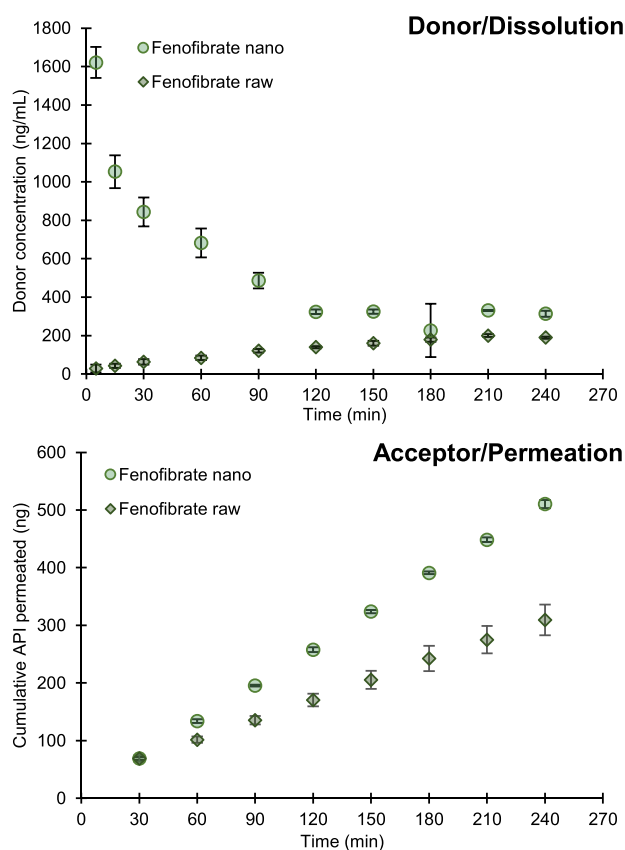 Donor/Dissolution
1800
1600
1400
1200
1000
800
600
400
200
0
Donor concentration (ng/mL)
Fenofibrate nano
Fenofibrate raw
0 30 60 90 120 150 180 210 240 270
Time (min)
Acceptor/Permeation
600
500
400
300
200
100
0
Cumulative API permeated (ng)
Fenofibrate nano
Fenofibrate raw
0 30 60 90 120 150 180 210 240 270
Time (min)